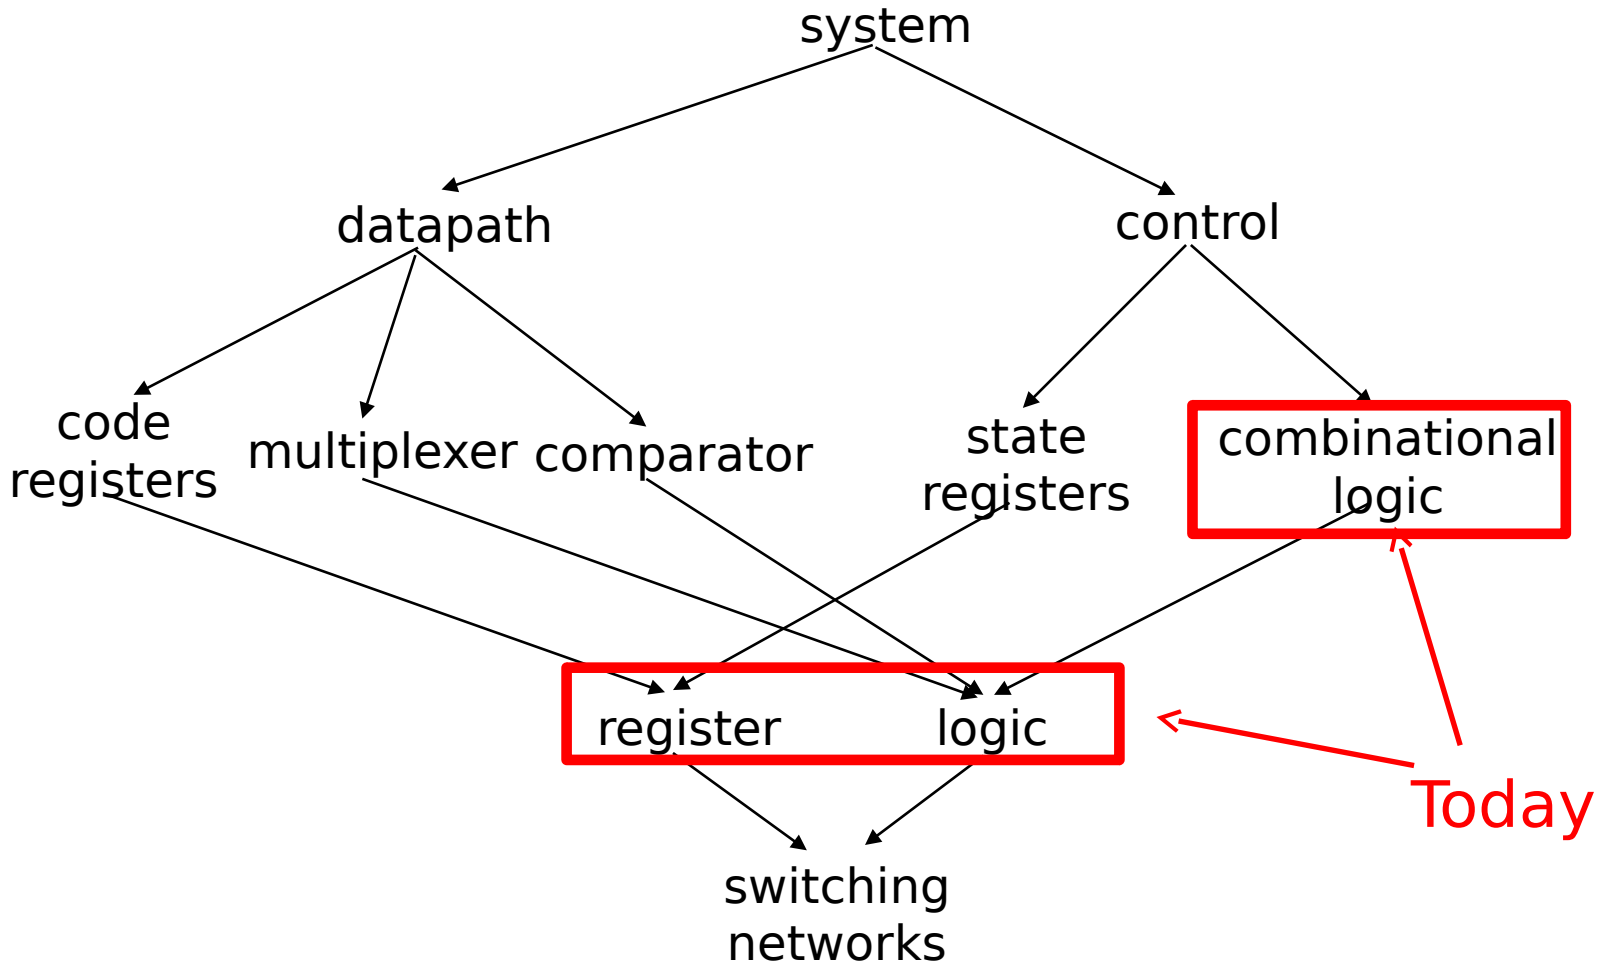 system
datapath
control
code
registers
multiplexer
comparator
state
registers
combinational
logic
register
logic
Today
switching
networks